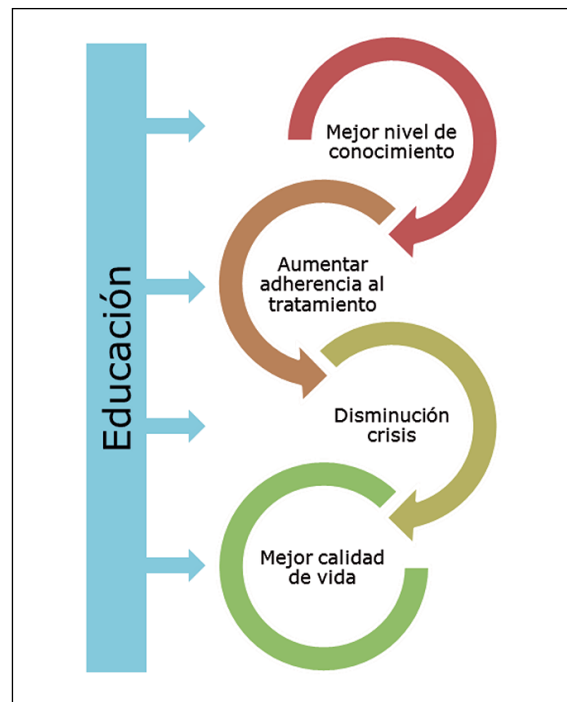 Educación
Mejor nivel de
conocimiento
Aumentar
adherencia al
tratamiento
Disminución
crisis
Mejor calidad
de vida